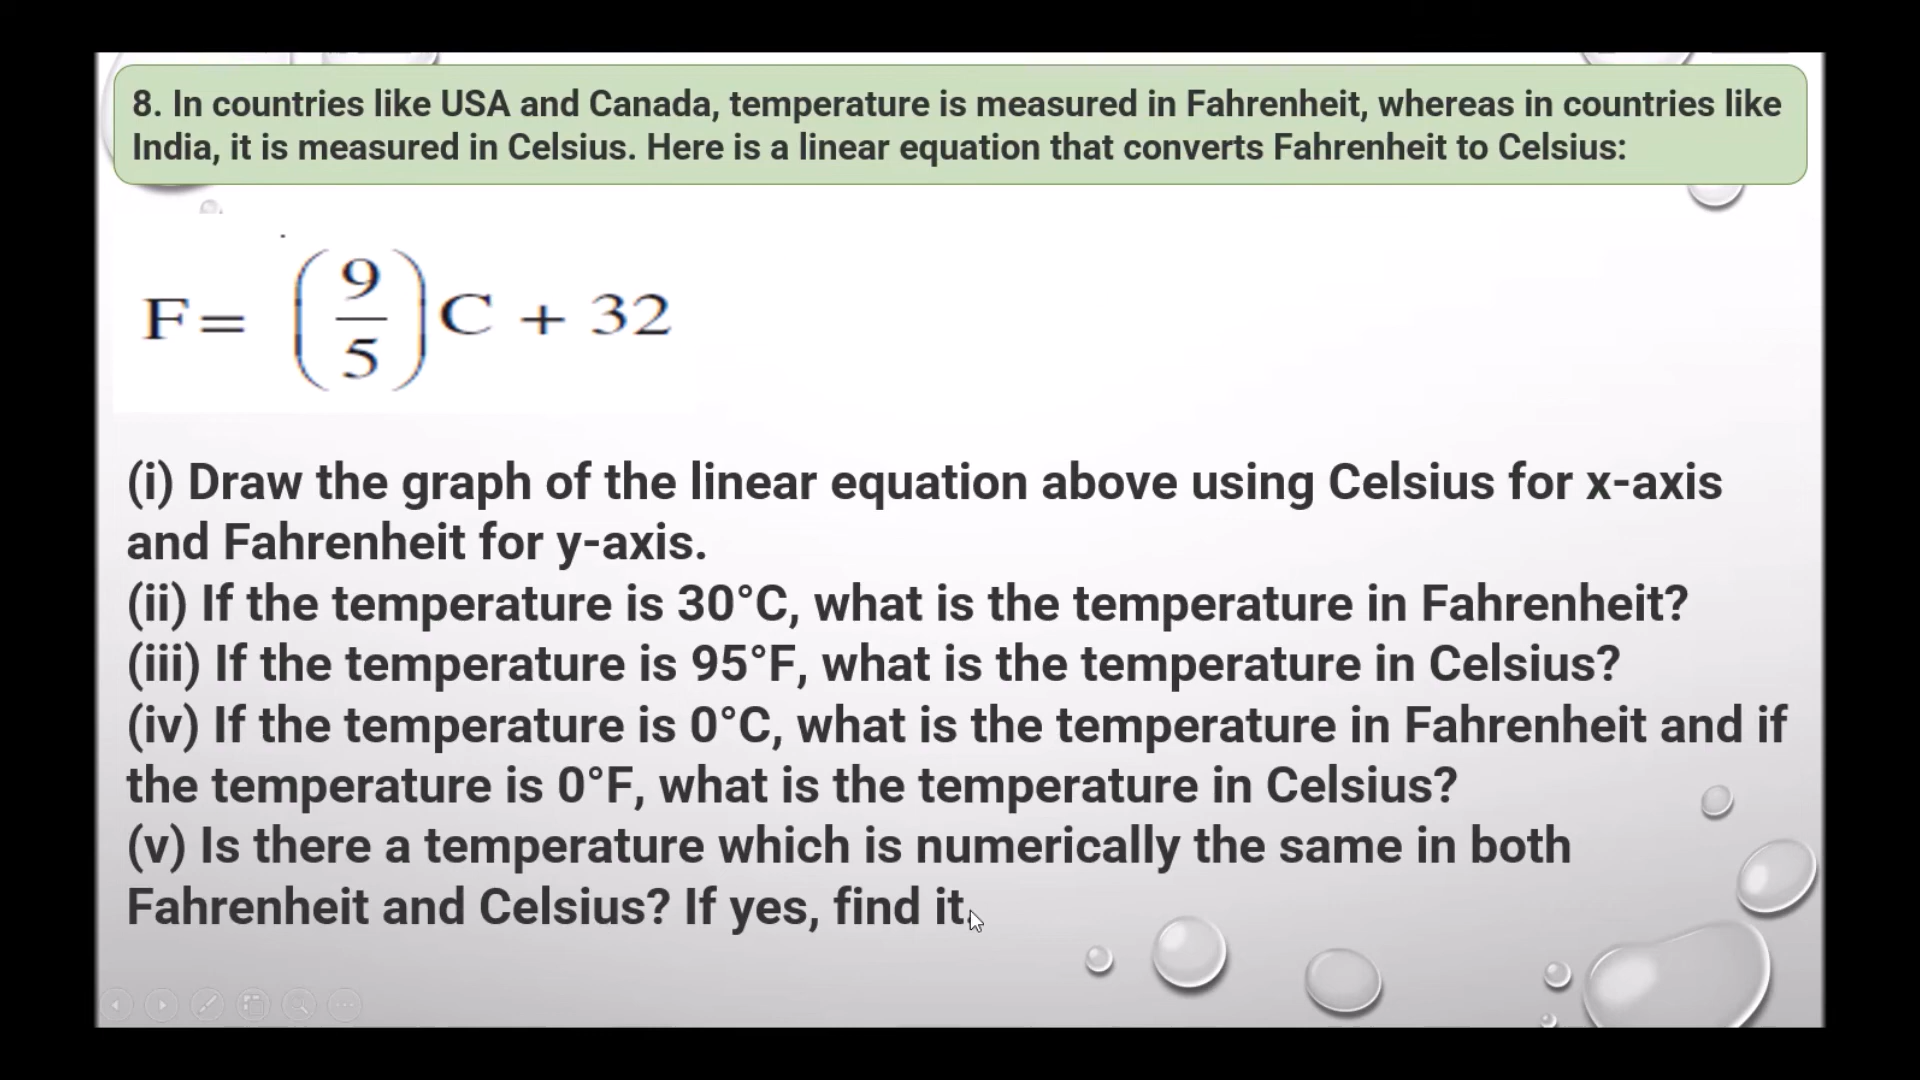 8. In countries like USA and Canada, temperature is measured in Fahrenheit, whereas in countries like
India, it is measured in Celsius. Here is a linear equation that converts Fahrenheit to Celsius:
F= (9/5)C + 32
(i) Draw the graph of the linear equation above using Celsius for x-axis
and Fahrenheit for y-axis.
(ii) If the temperature is 30°C, what is the temperature in Fahrenheit?
(iii) If the temperature is 95°F, what is the temperature in Celsius?
(iv) If the temperature is 0°C, what is the temperature in Fahrenheit and if
the temperature is 0°F, what is the temperature in Celsius?
(v) Is there a temperature which is numerically the same in both
Fahrenheit and Celsius? If yes, find it.